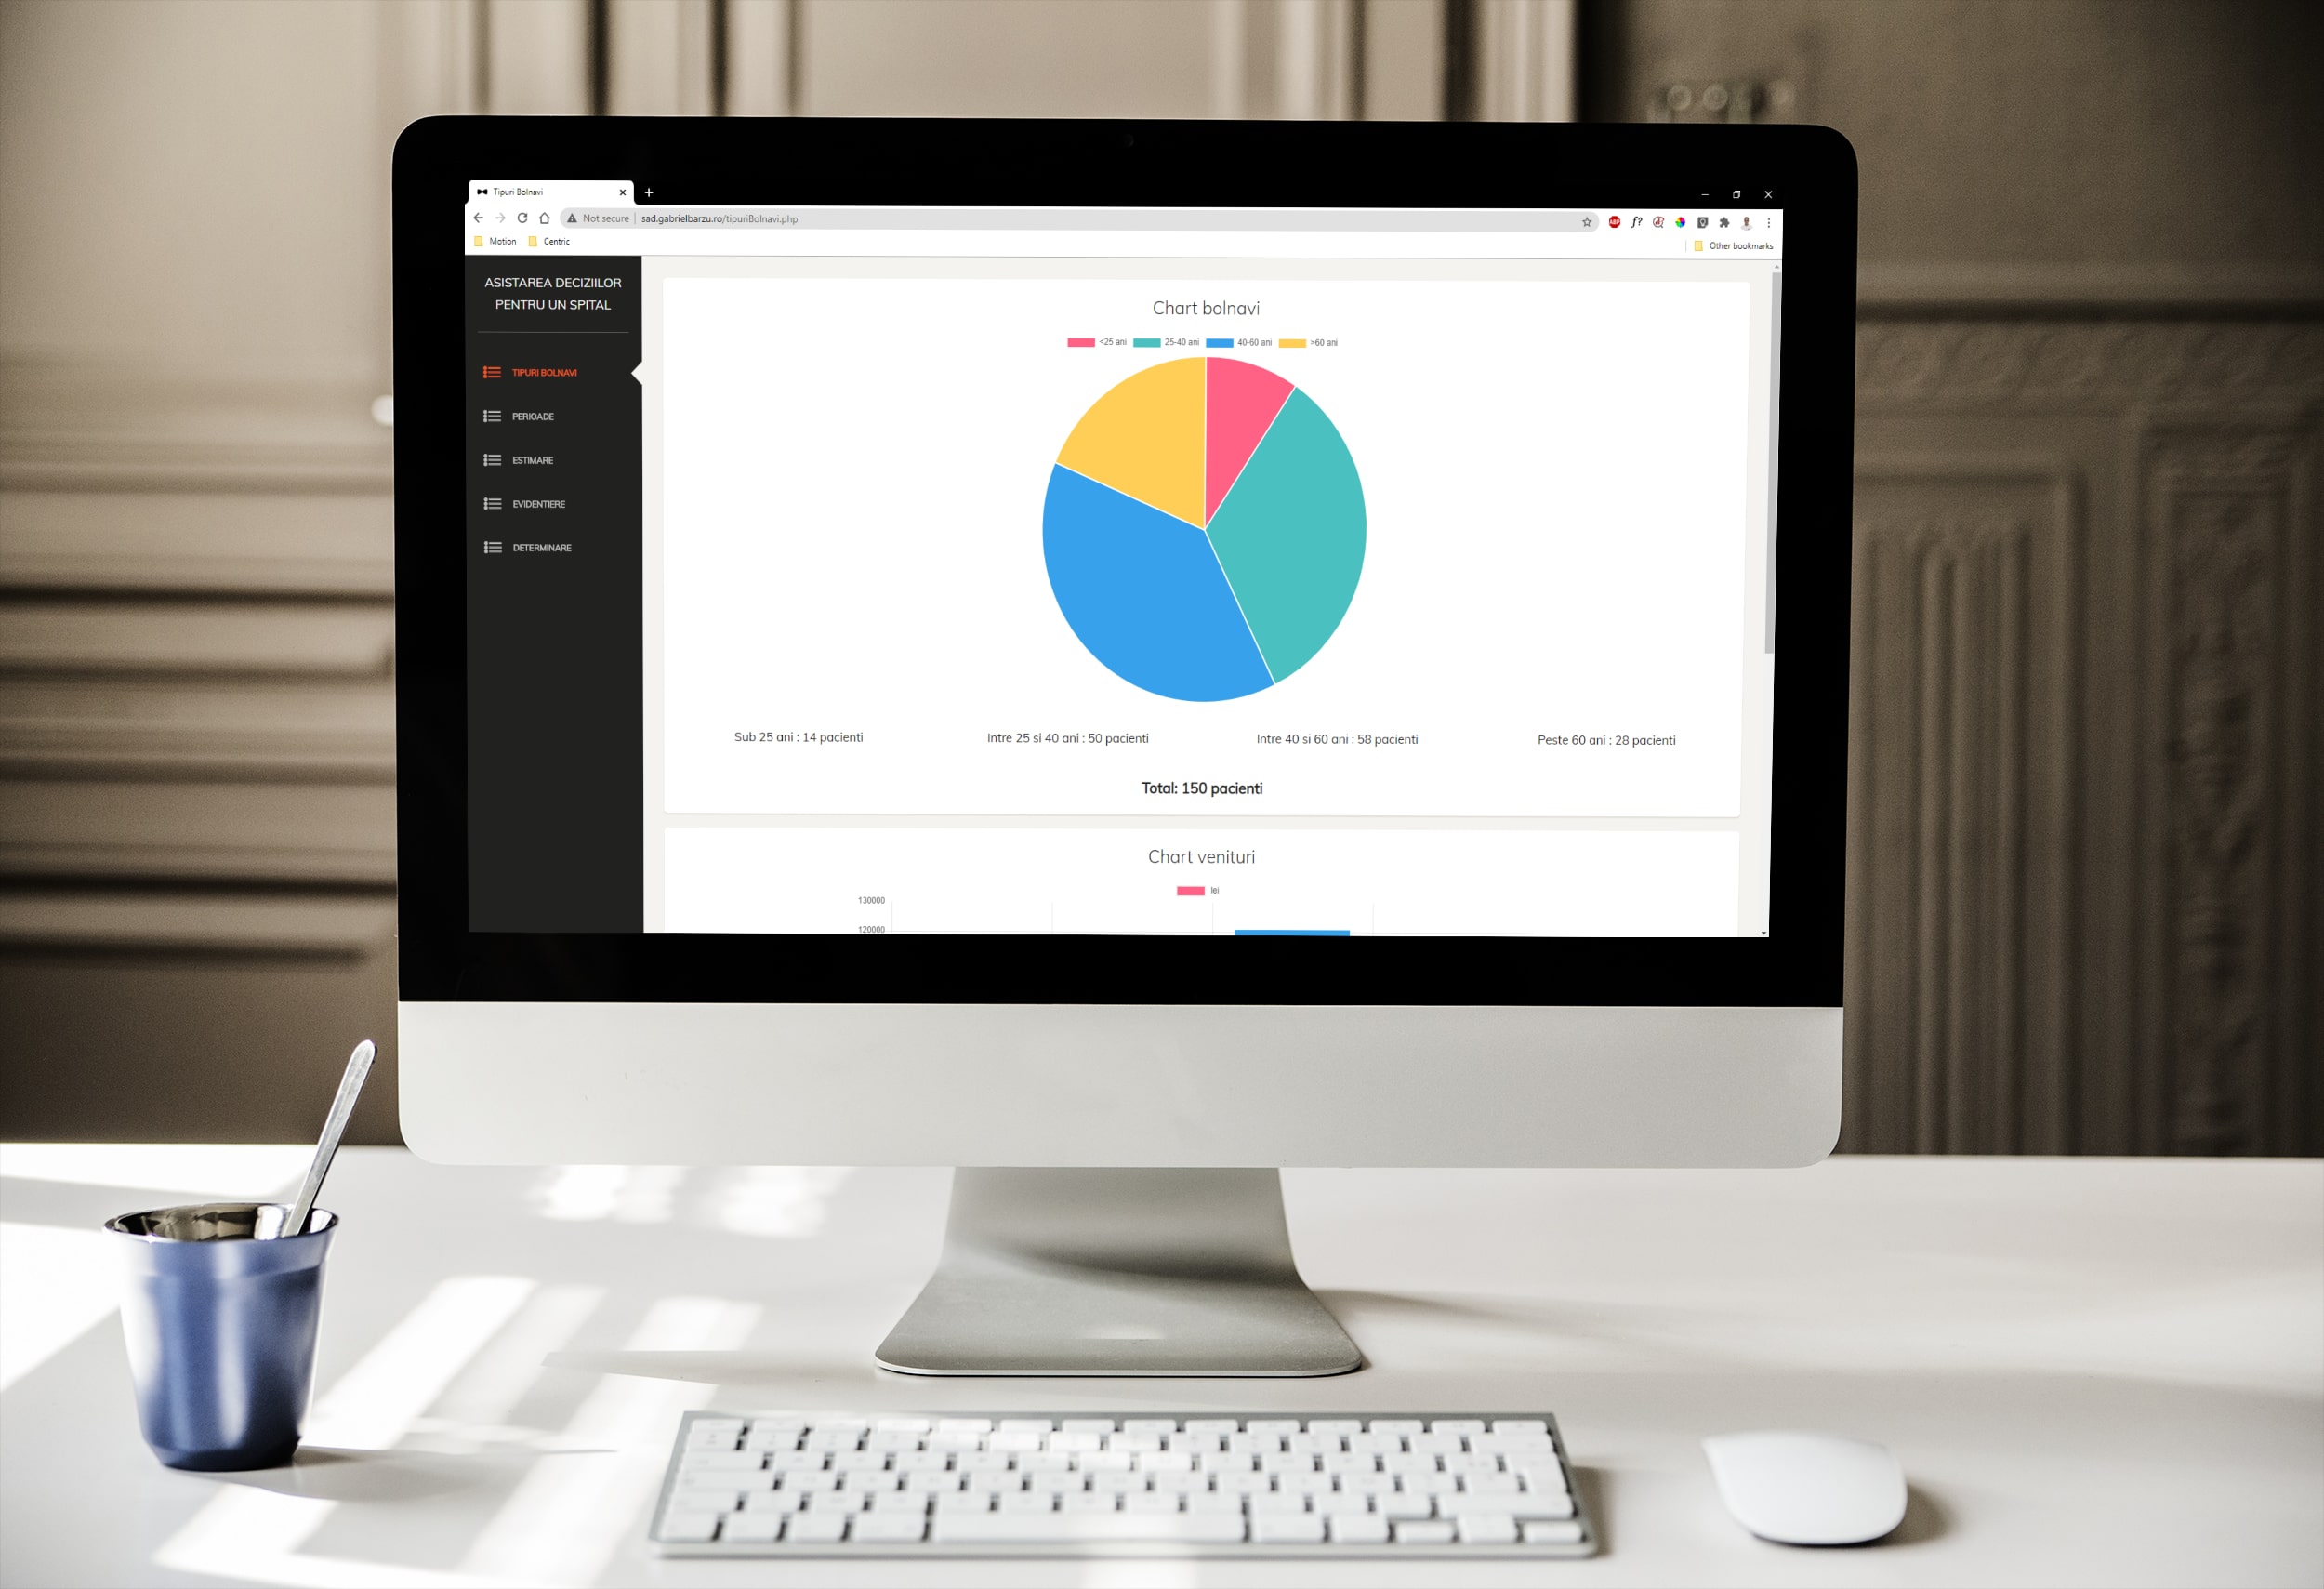 Tipuri Bolnavi
Not secure | sad.gabrielbarzu.ro/tipuriBolnavi.php
ABP f?
Motion Centric Other bookmarks
ASISTAREA DECIZIILOR
PENTRU UN SPITAL
TIPURI BOLNAVI
PERIOADE
ESTIMARE
EVIDENTIERE
DETERMINARE
Chart bolnavi
<25 ani 25-40 ani 40-60 ani >60 ani
Sub 25 ani : 14 pacienti Intre 25 si 40 ani : 50 pacienti Intre 40 si 60 ani : 58 pacienti Peste 60 ani : 28 pacienti
Total: 150 pacienti
Chart venituri
lei
130000
120000